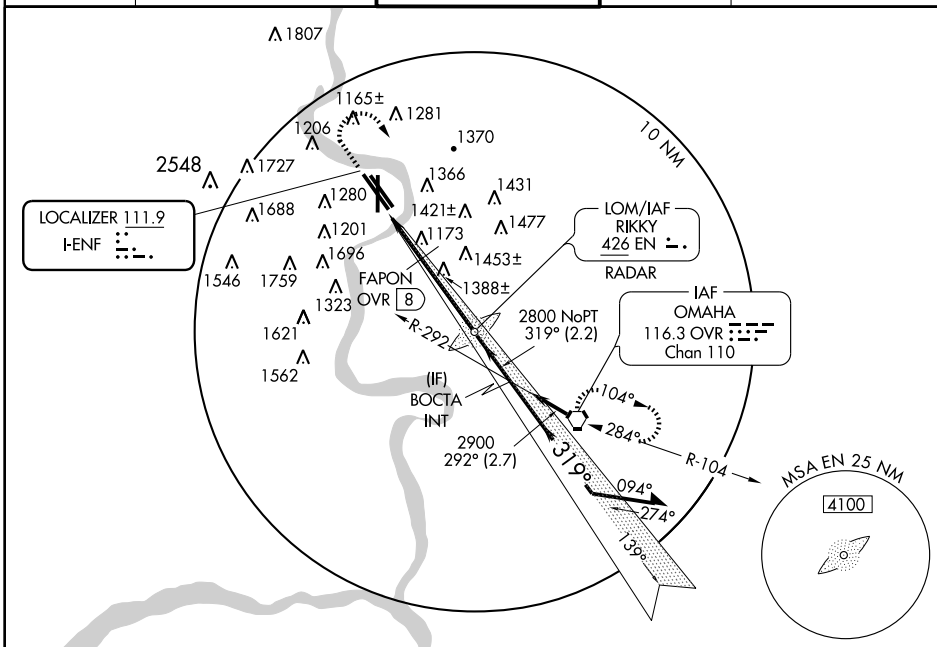 1807
1165±
1281
1206
1370
10 NM
2548
1727
1366
1431
1280
1688
1421±
LOCALIZER 111.9
I-ENF
1201
1173
1477
LOM/IAF
RIKKY
426 EN
RADAR
1546
1759
1696
1453±
FAPON
OVR 8
1388±
1323
1621
R-292
2800 NoPT
319° (2.2)
IAF
OMAHA
116.3 OVR
Chan 110
1562
(IF)
BOCTA
INT
104°
284°
R-104
2900
292° (2.7)
319°
094°
274°
139°
MSA EN 25 NM
4100